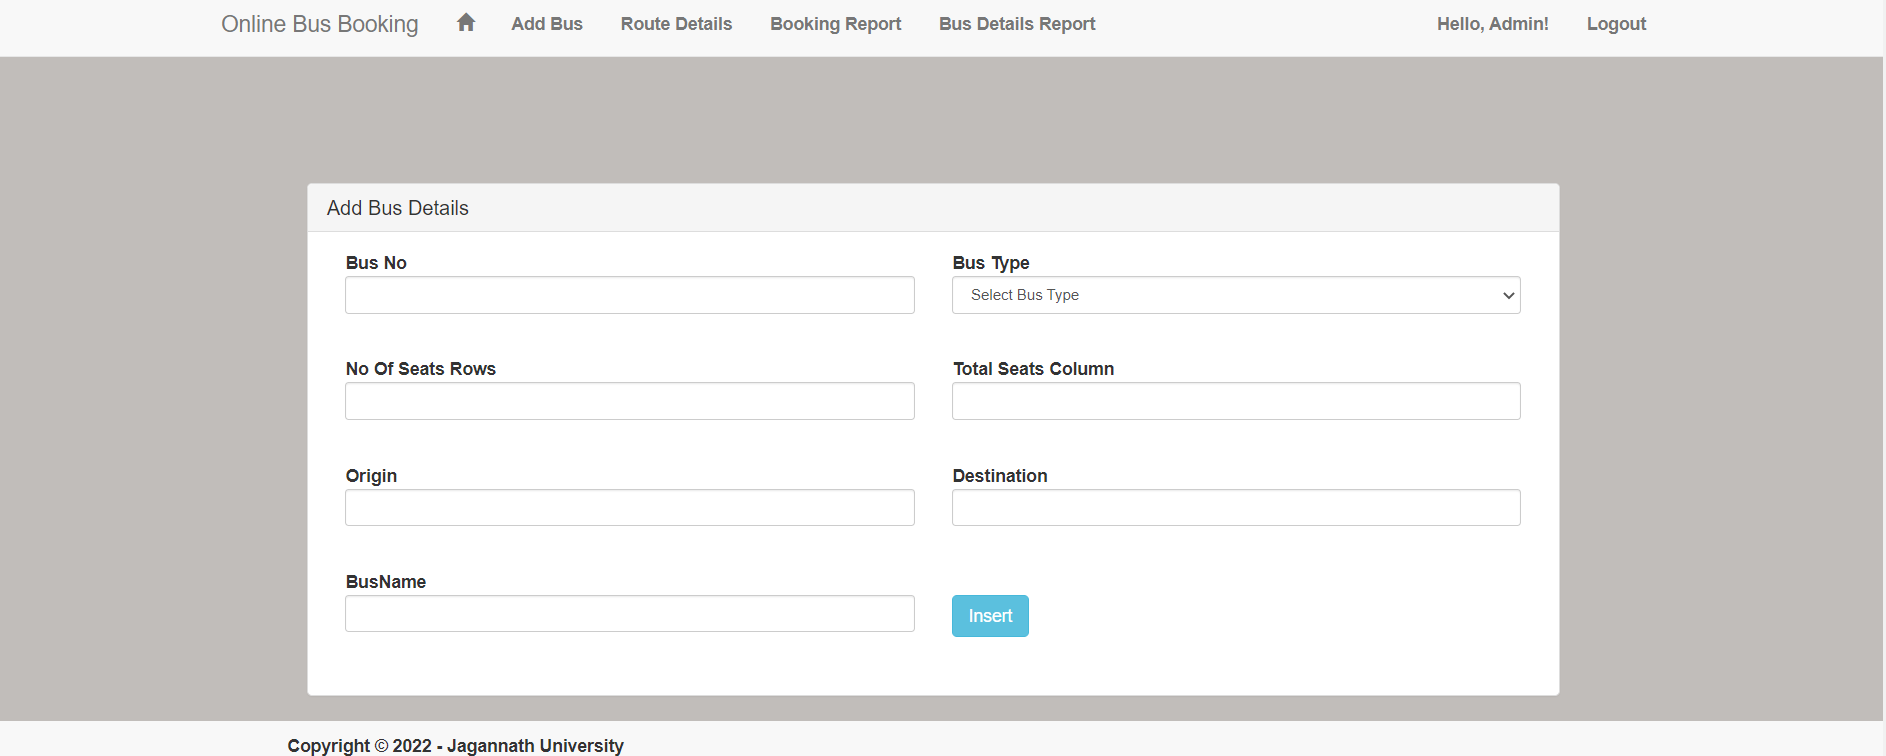 Online Bus Booking Add Bus Route Details Booking Report Bus Details Report Hello, Admin! Logout
Add Bus Details
Bus No Bus Type
Select Bus Type
No Of Seats Rows Total Seats Column
Origin Destination
BusName
Insert
Copyright © 2022 - Jagannath University